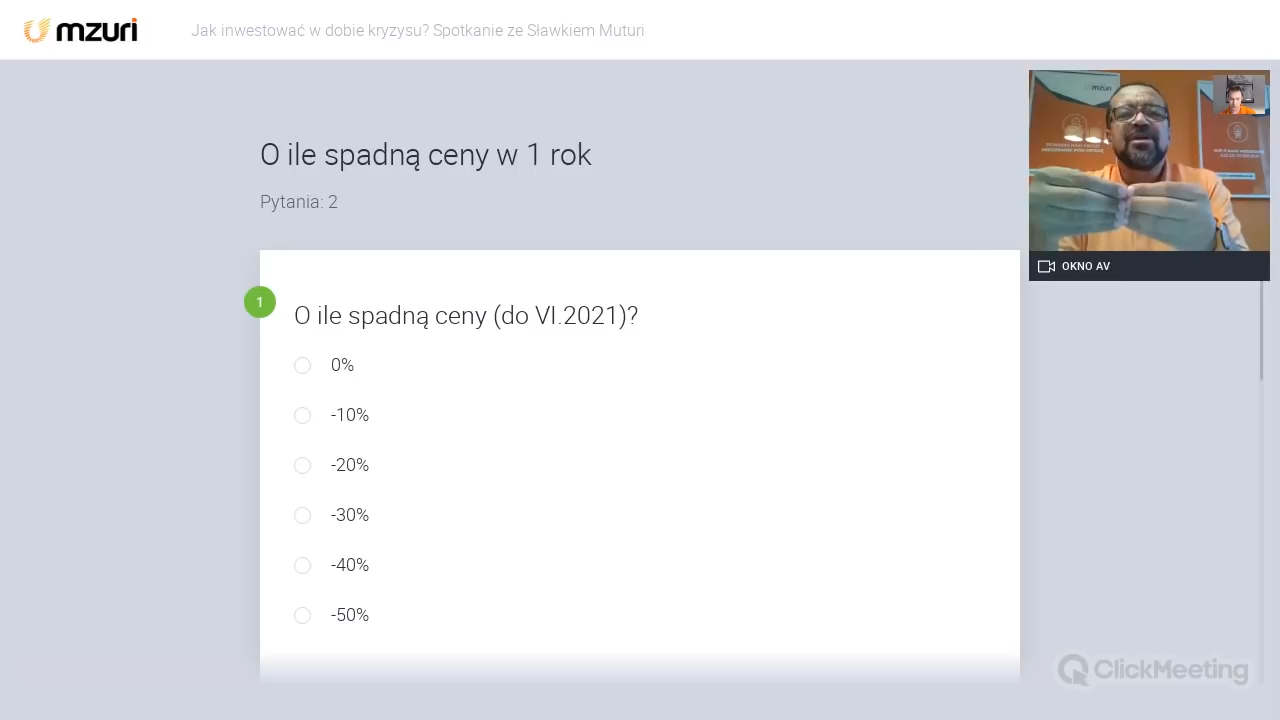 mzuri
Jak inwestować w dobie kryzysu? Spotkanie ze Sławkiem Muturi
mzuri
O ile spadną ceny w 1 rok
Pytania: 2
OKNO AV
1
O ile spadną ceny (do VI.2021)?
0%
-10%
-20%
-30%
-40%
-50%
ClickMeeting